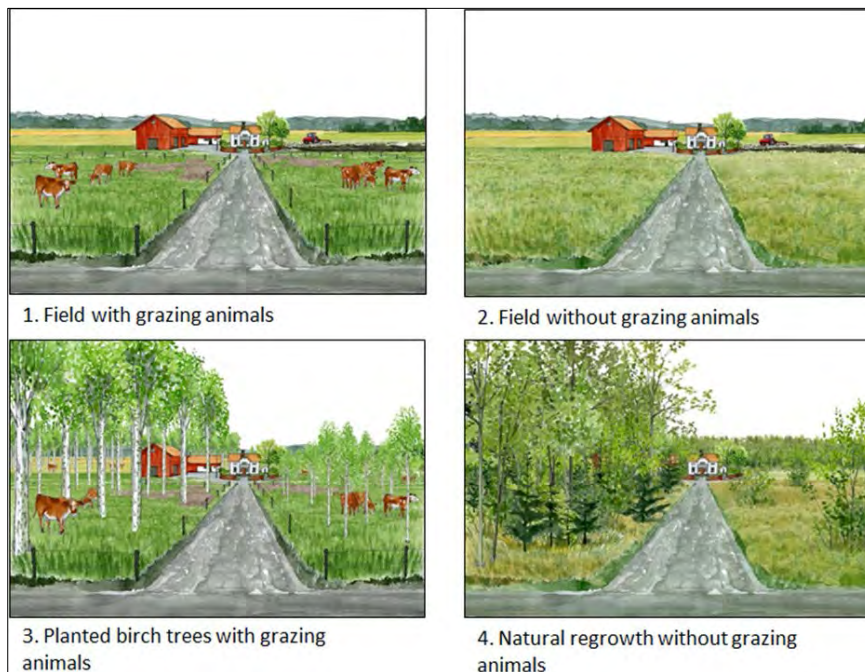 1. Field with grazing animals
2. Field without grazing animals
3. Planted birch trees with grazing
animals
4. Natural regrowth without grazing
animals